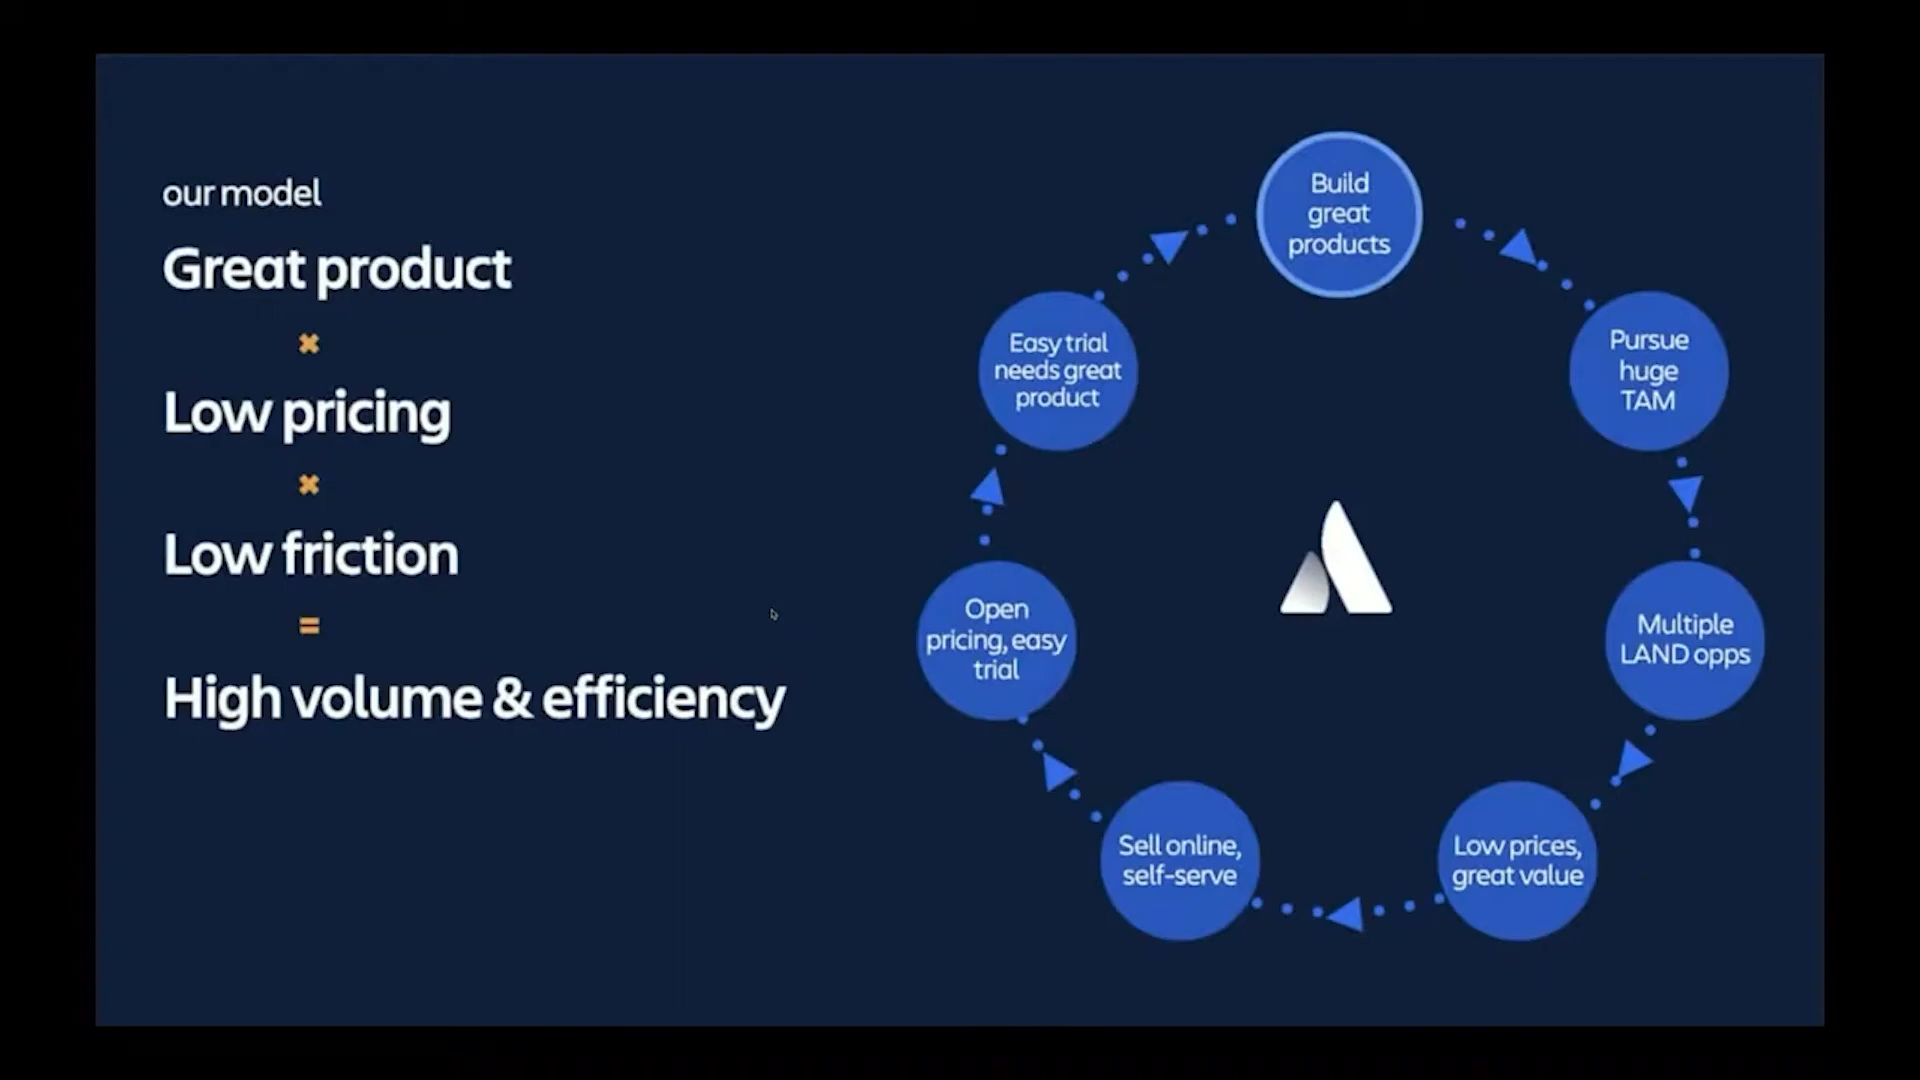 our model
Great product
✖
Low pricing
✖
Low friction
=
High volume & efficiency
Build
great
products
Pursue
huge
TAM
Multiple
LAND opps
Low prices,
great value
Sell online,
self-serve
Open
pricing, easy
trial
Easy trial
needs great
product